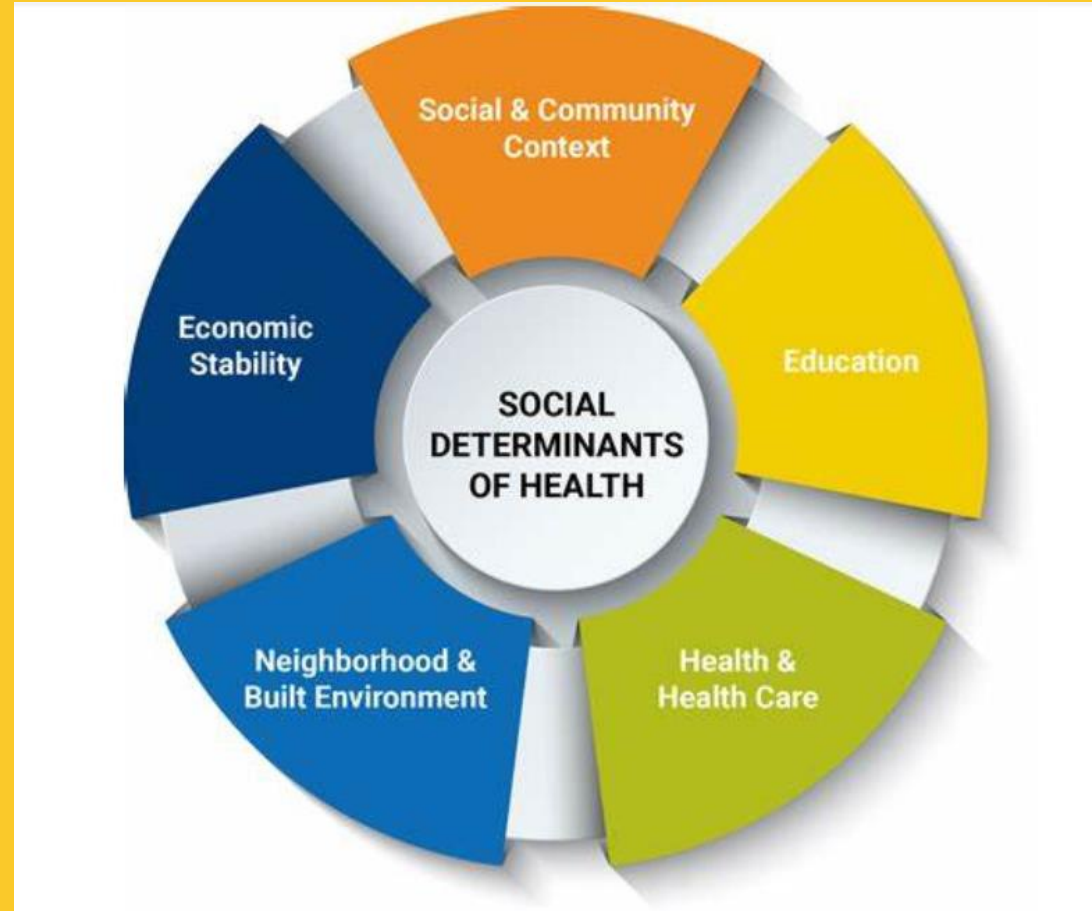 Social & Community
Context
Economic
Stability
Education
SOCIAL
DETERMINANTS
OF HEALTH
Neighborhood &
Built Environment
Health &
Health Care